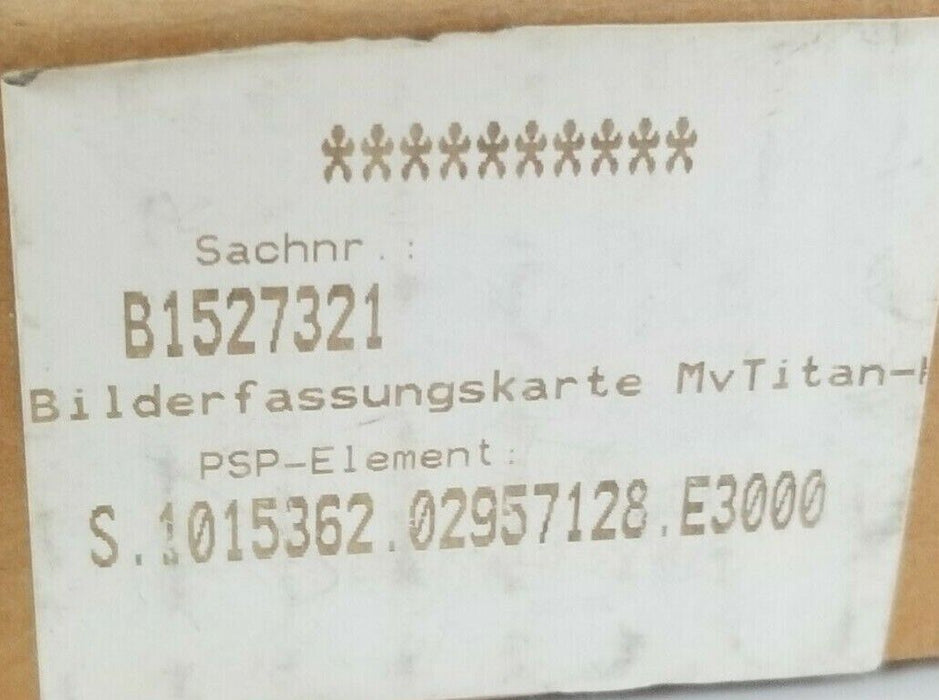 **********
Sachnr.:
B1527321
Bilderfassungskarte MvTitan-
PSP-Element:
S.1015362.02957128.E3000